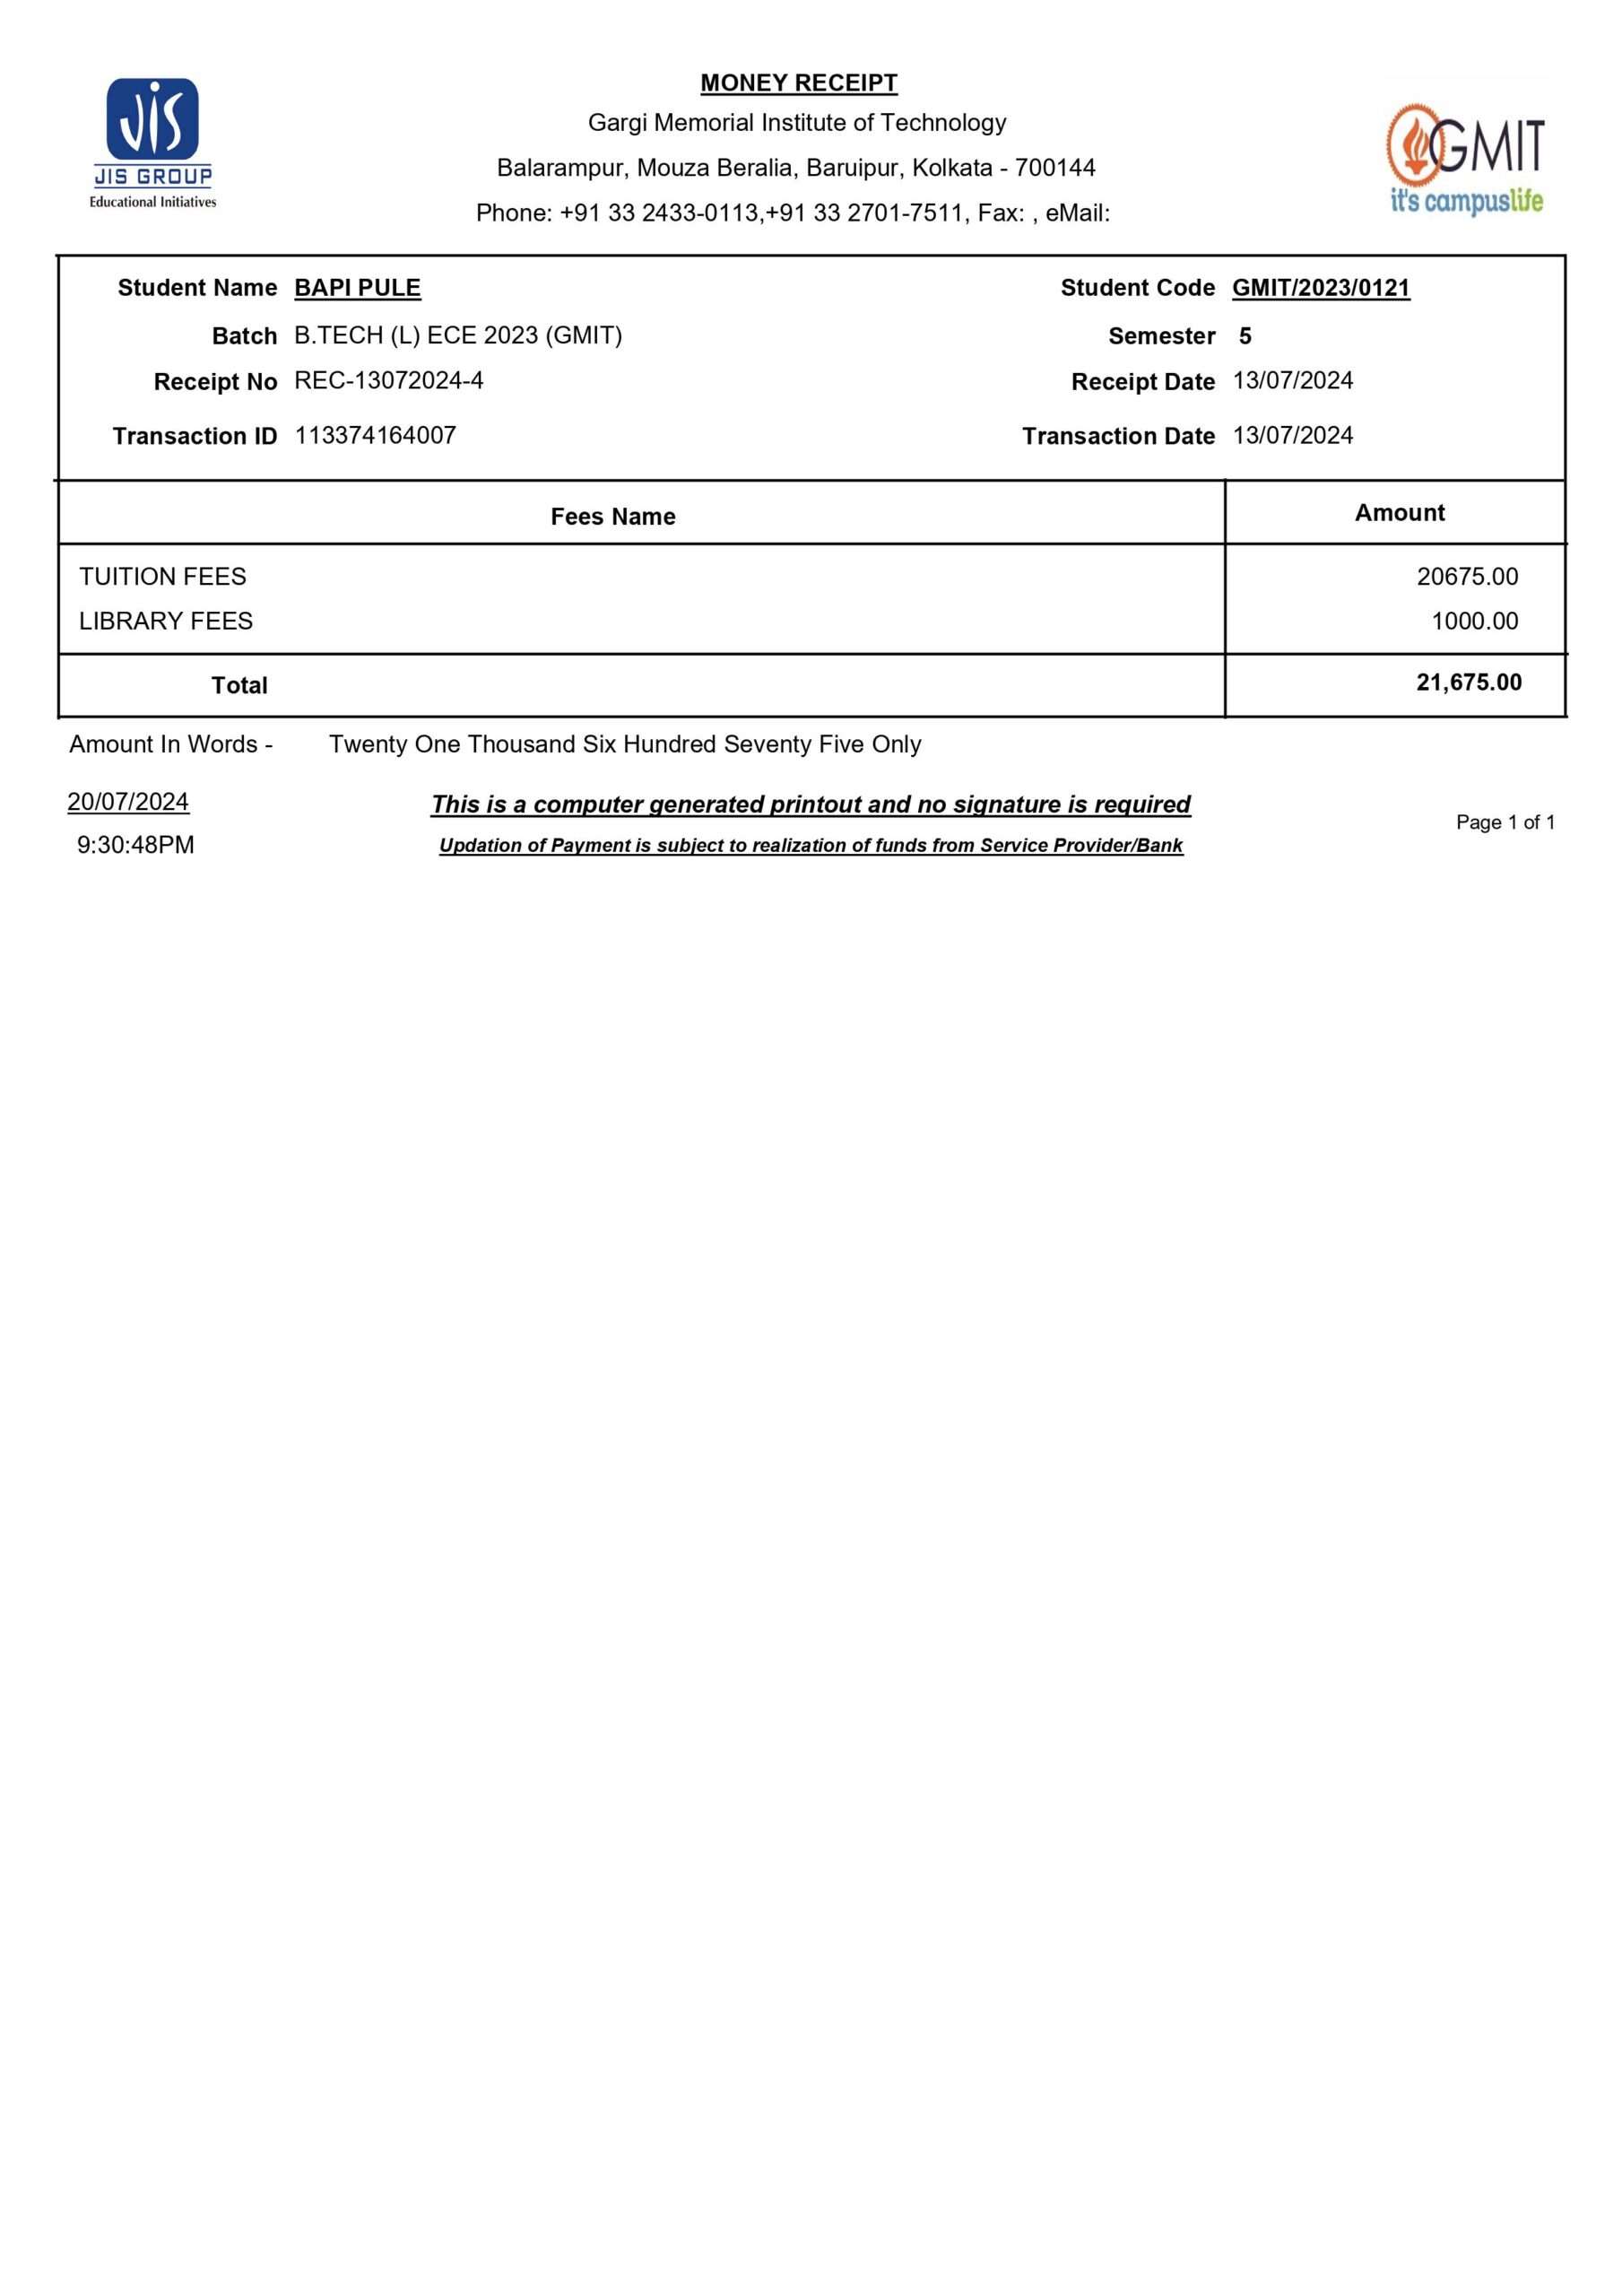 JIS
JIS GROUP
Educational Initiatives
MONEY RECEIPT
Gargi Memorial Institute of Technology
Balarampur, Mouza Beralia, Baruipur, Kolkata - 700144
Phone: +91 33 2433-0113,+91 33 2701-7511, Fax: , eMail:
GMIT
it's campuslife
Student Name BAPI PULE Student Code GMIT/2023/0121
Batch B.TECH (L) ECE 2023 (GMIT) Semester 5
Receipt No REC-13072024-4 Receipt Date 13/07/2024
Transaction ID 113374164007 Transaction Date 13/07/2024
Fees Name Amount
TUITION FEES 20675.00
LIBRARY FEES 1000.00
Total 21,675.00
Amount In Words - Twenty One Thousand Six Hundred Seventy Five Only
20/07/2024 This is a computer generated printout and no signature is required
9:30:48PM Updation of Payment is subject to realization of funds from Service Provider/Bank
Page 1 of 1